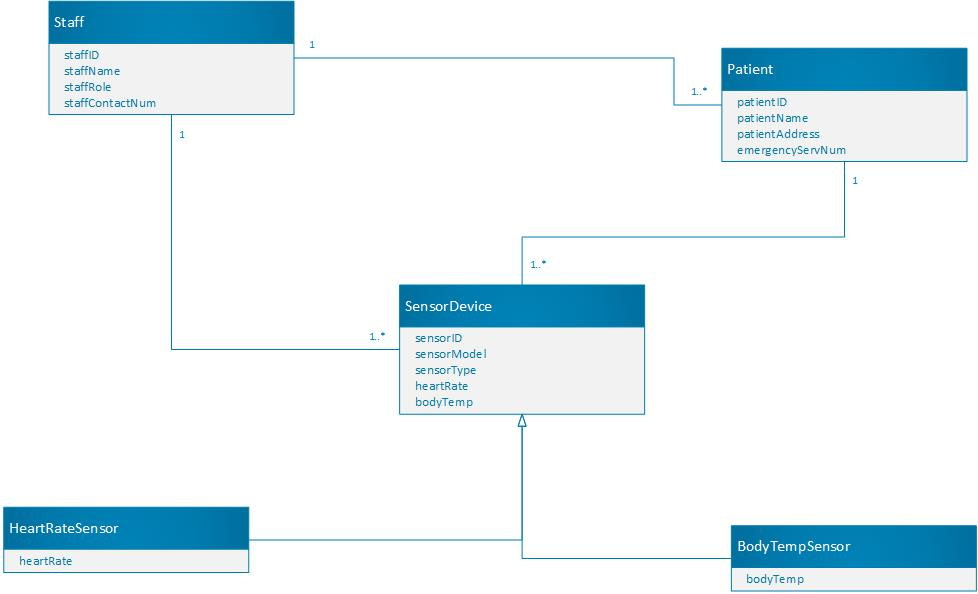 Staff
staffID
staffName
staffRole
staffContactNum
1
1..*
Patient
patientID
patientName
patientAddress
emergencyServNum
1
1
1..*
1..*
SensorDevice
sensorID
sensorModel
sensorType
heartRate
bodyTemp
HeartRateSensor
heartRate
BodyTempSensor
bodyTemp